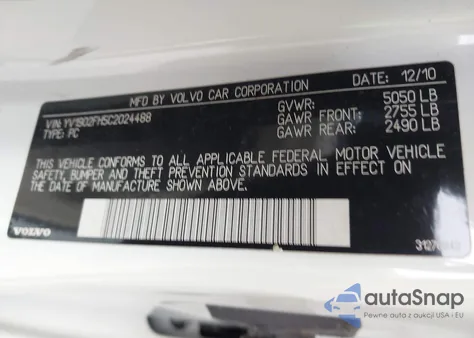 MFD BY VOLVO CAR CORPORATION DATE: 12/10
VIN: YV1902FH5C2024488 GVWR: 5050 LB
TYPE: PC GAWR FRONT: 2755 LB
GAWR REAR: 2490 LB
THIS VEHICLE CONFORMS TO ALL APPLICABLE FEDERAL MOTOR VEHICLE
SAFETY, BUMPER AND THEFT PREVENTION STANDARDS IN EFFECT ON
THE DATE OF MANUFACTURE SHOWN ABOVE.
VOLVO
autoSnap
Pewne auta z aukcji USA i EU